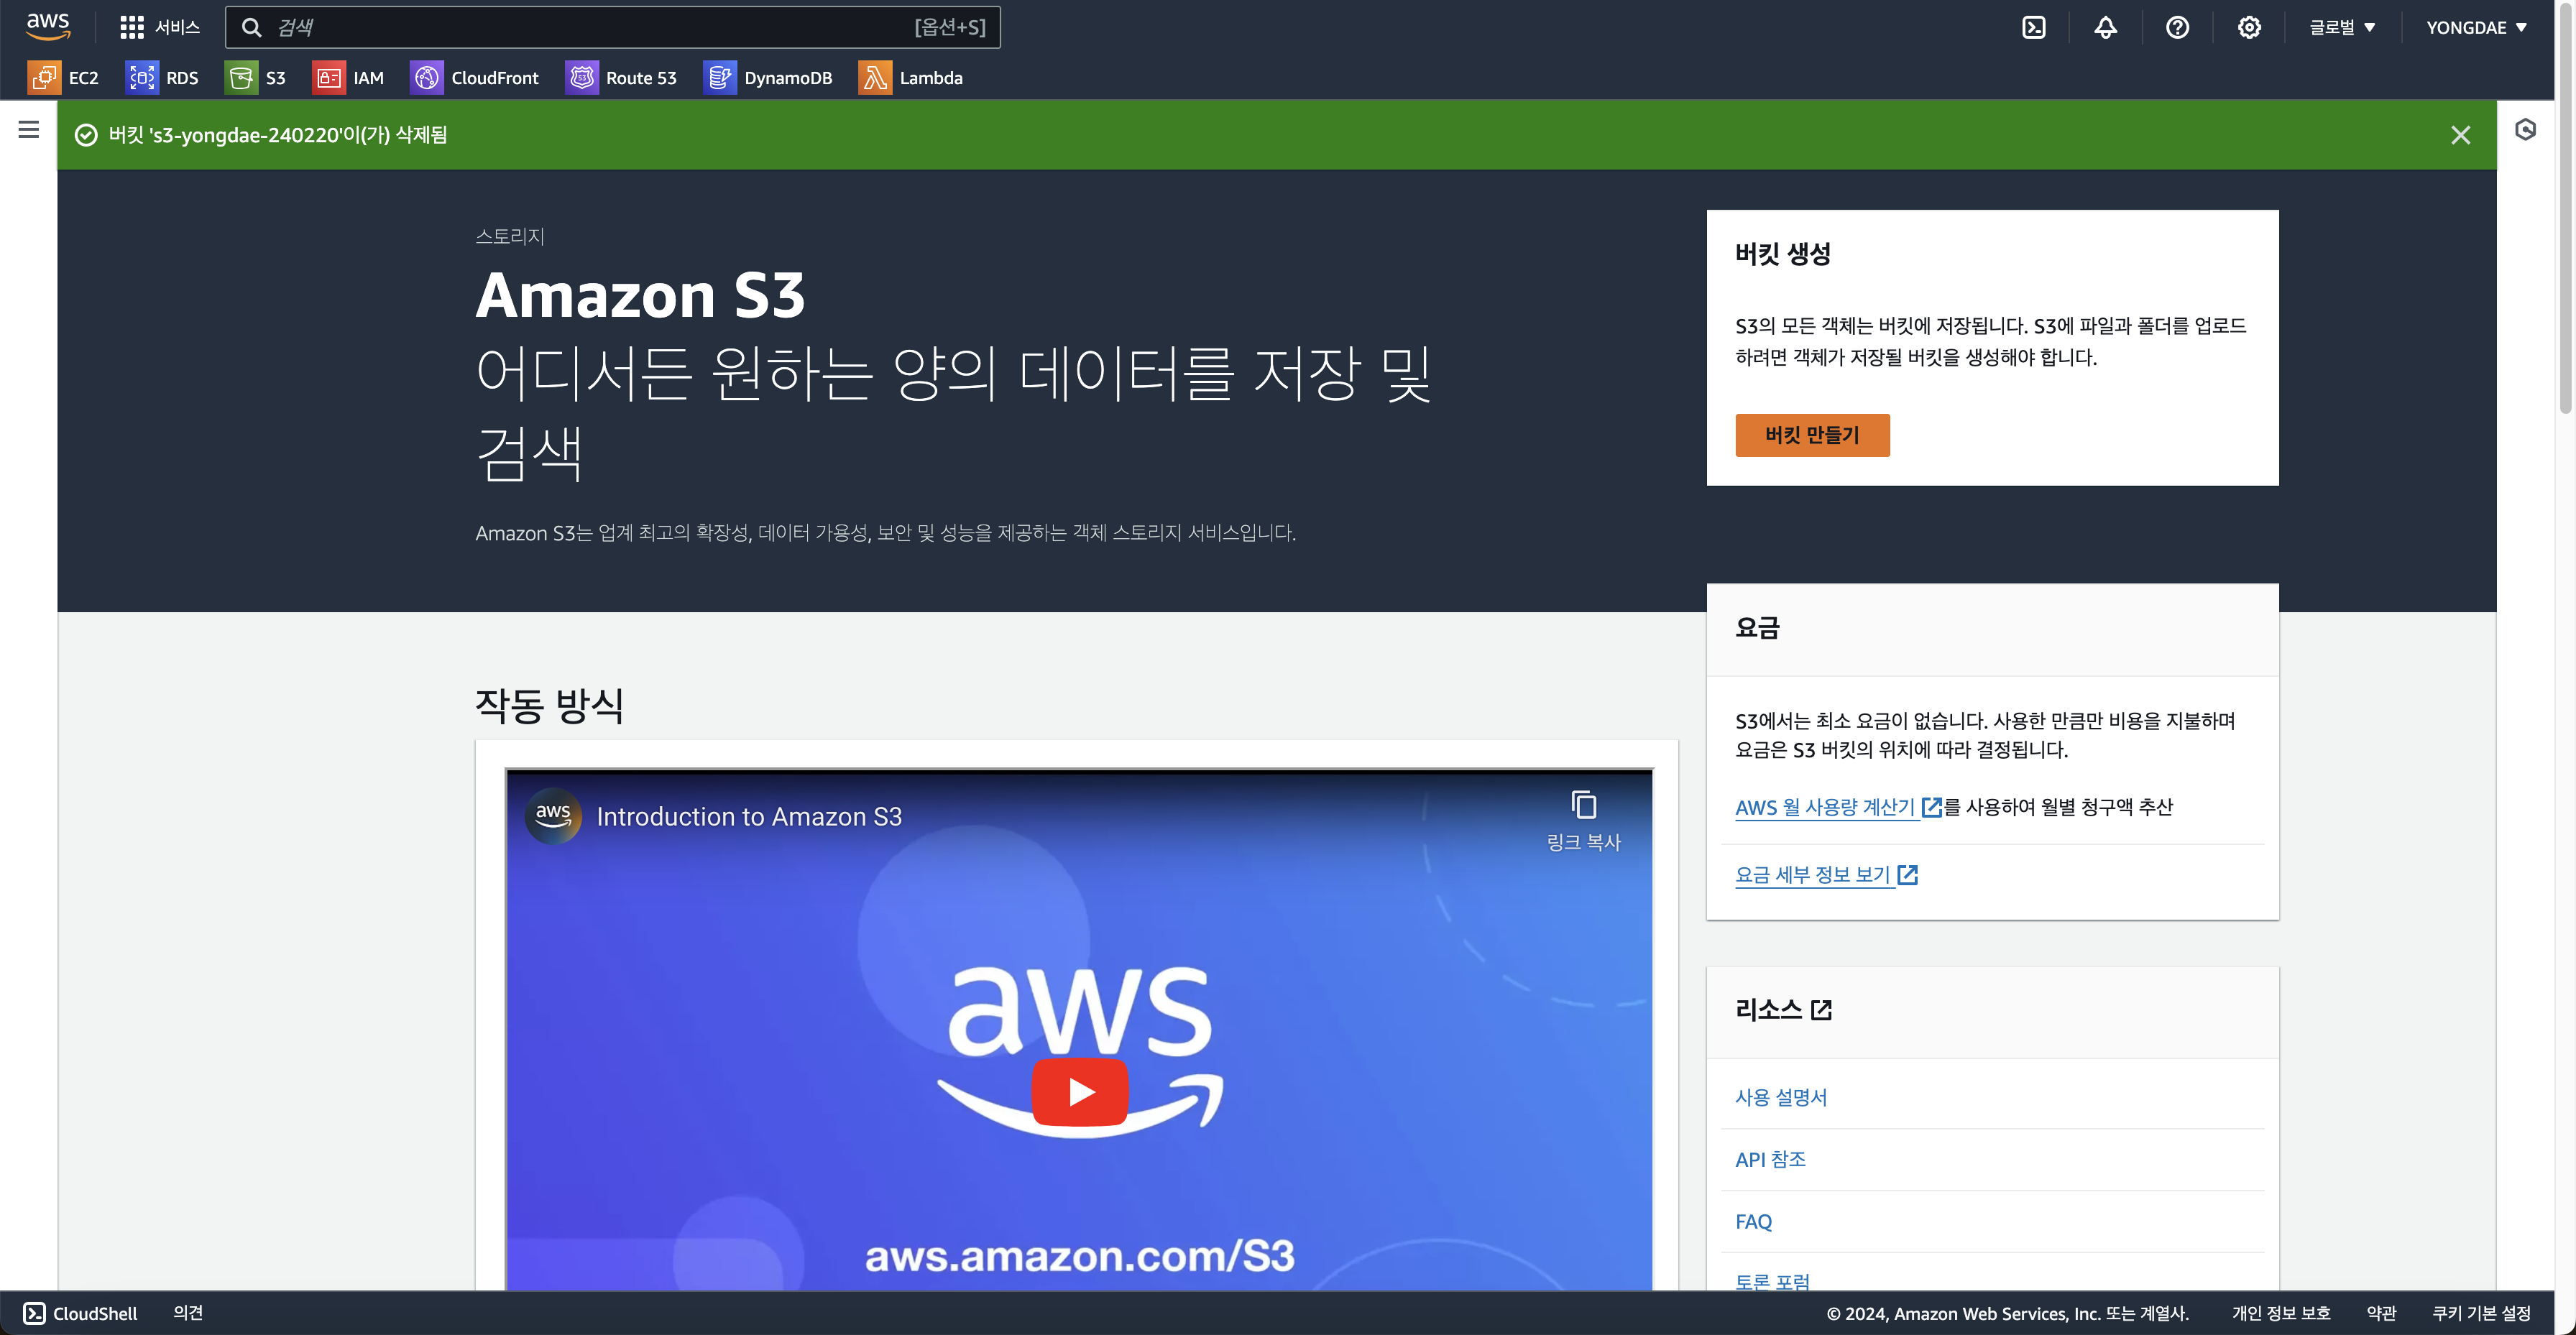 aws
서비스
검색
[옵션+S]
글로벌
YONGDAE
EC2
RDS
S3
IAM
CloudFront
Route 53
DynamoDB
Lambda
버킷 's3-yongdae-240220'이(가) 삭제됨
스토리지
Amazon S3
어디서든 원하는 양의 데이터를 저장 및
검색
Amazon S3는 업계 최고의 확장성, 데이터 가용성, 보안 및 성능을 제공하는 객체 스토리지 서비스입니다.
버킷 생성
S3의 모든 객체는 버킷에 저장됩니다. S3에 파일과 폴더를 업로드
하려면 객체가 저장될 버킷을 생성해야 합니다.
버킷 만들기
요금
S3에서는 최소 요금이 없습니다. 사용한 만큼만 비용을 지불하며
요금은 S3 버킷의 위치에 따라 결정됩니다.
AWS 월 사용량 계산기 를 사용하여 월별 청구액 추산
요금 세부 정보 보기
작동 방식
aws
Introduction to Amazon S3
링크 복사
aws
aws.amazon.com/S3
리소스
사용 설명서
API 참조
FAQ
토론 포럼
CloudShell
의견
© 2024, Amazon Web Services, Inc. 또는 계열사.
개인 정보 보호
약관
쿠키 기본 설정